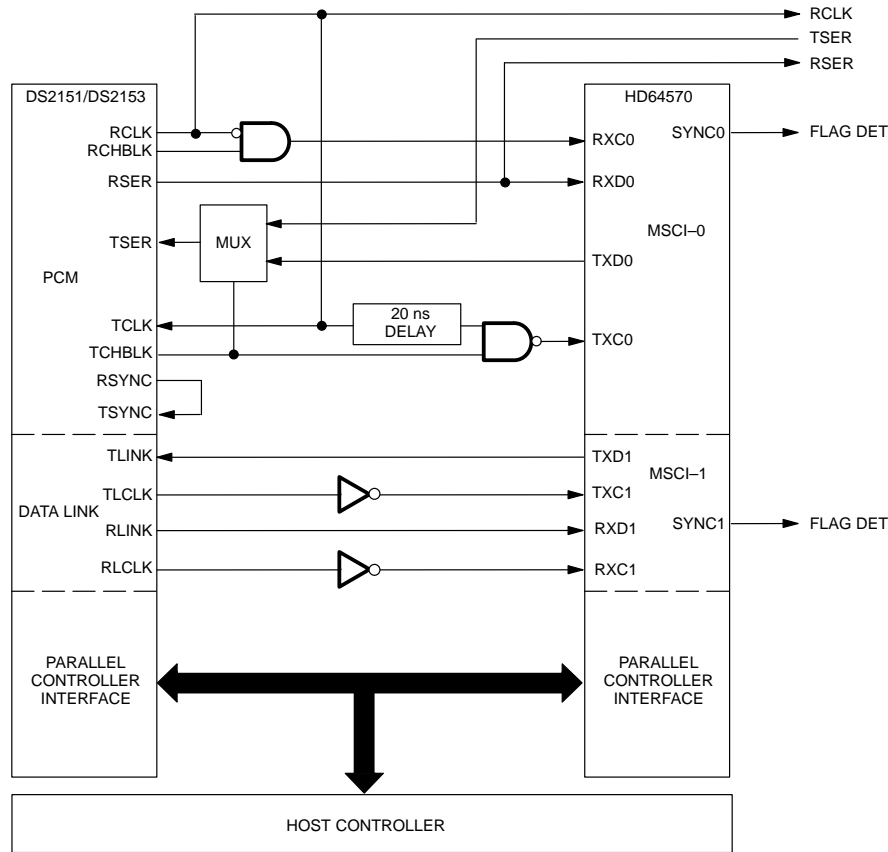 RCLK
TSER
RSER
DS2151/DS2153
HD64570
RCLK
RCHBLK
RXC0
SYNC0
FLAG DET
RSER
RXD0
MSCI–0
TSER
MUX
TXD0
PCM
TCLK
20 ns
DELAY
TXC0
TCHBLK
RSYNC
TSYNC
TLINK
TXD1
MSCI–1
TLCLK
TXC1
DATA LINK
RLINK
RXD1
SYNC1
FLAG DET
RLCLK
RXC1
PARALLEL
CONTROLLER
INTERFACE
PARALLEL
CONTROLLER
INTERFACE
HOST CONTROLLER